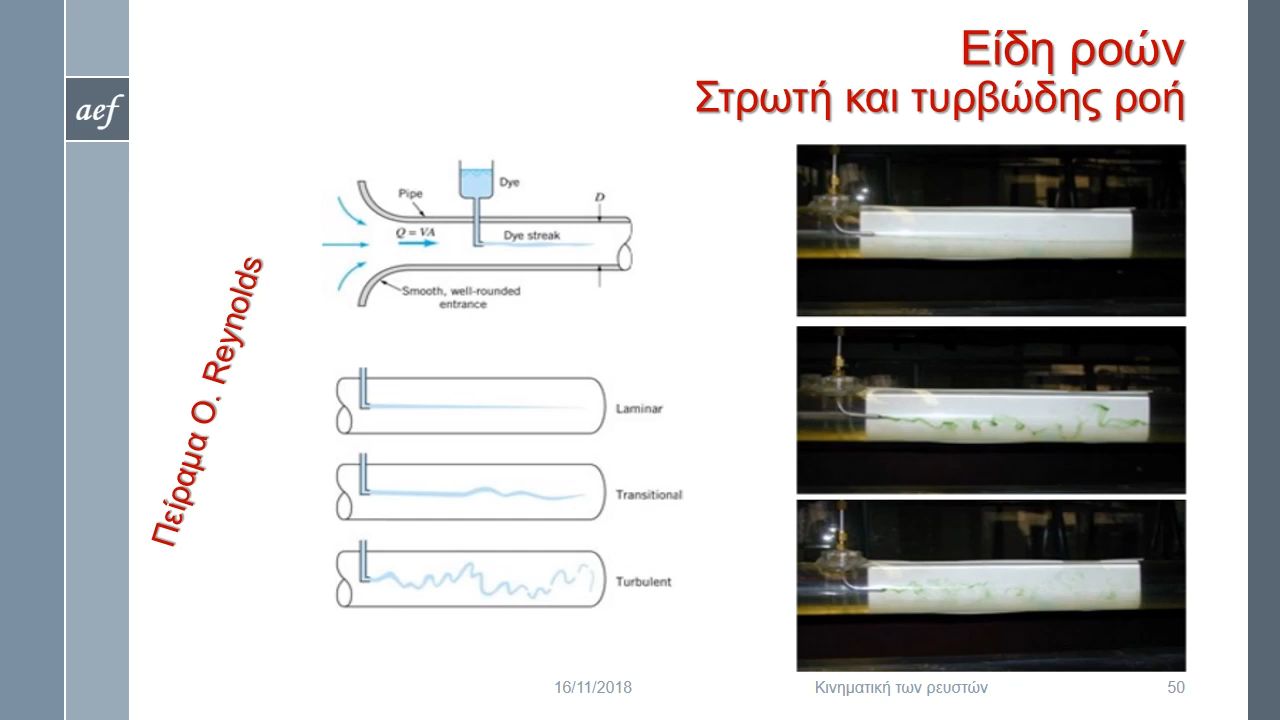 Είδη ροών
Στρωτή και τυρβώδης ροή
aef
Dye
Pipe
D
Q = VA
Dye streak
Smooth, well-rounded
entrance
Πείραμα O. Reynolds
Laminar
Transitional
Turbulent
16/11/2018
Κινηματική των ρευστών
50